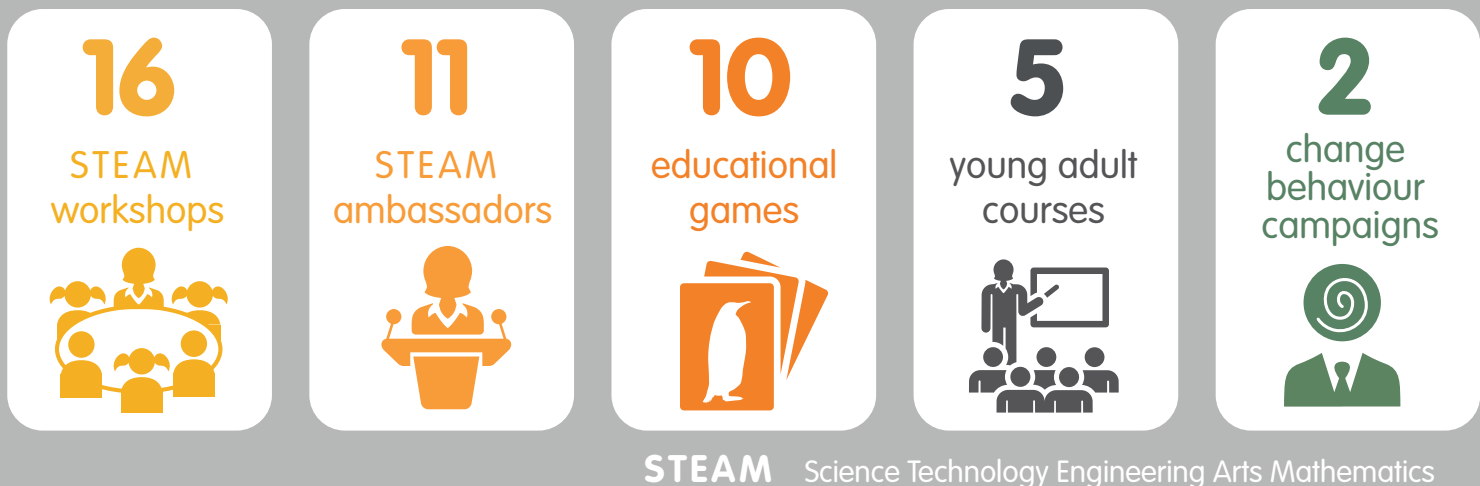 16
STEAM
workshops
11
STEAM
ambassadors
10
educational
games
5
young adult
courses
2
change
behaviour
campaigns
STEAM Science Technology Engineering Arts Mathematics